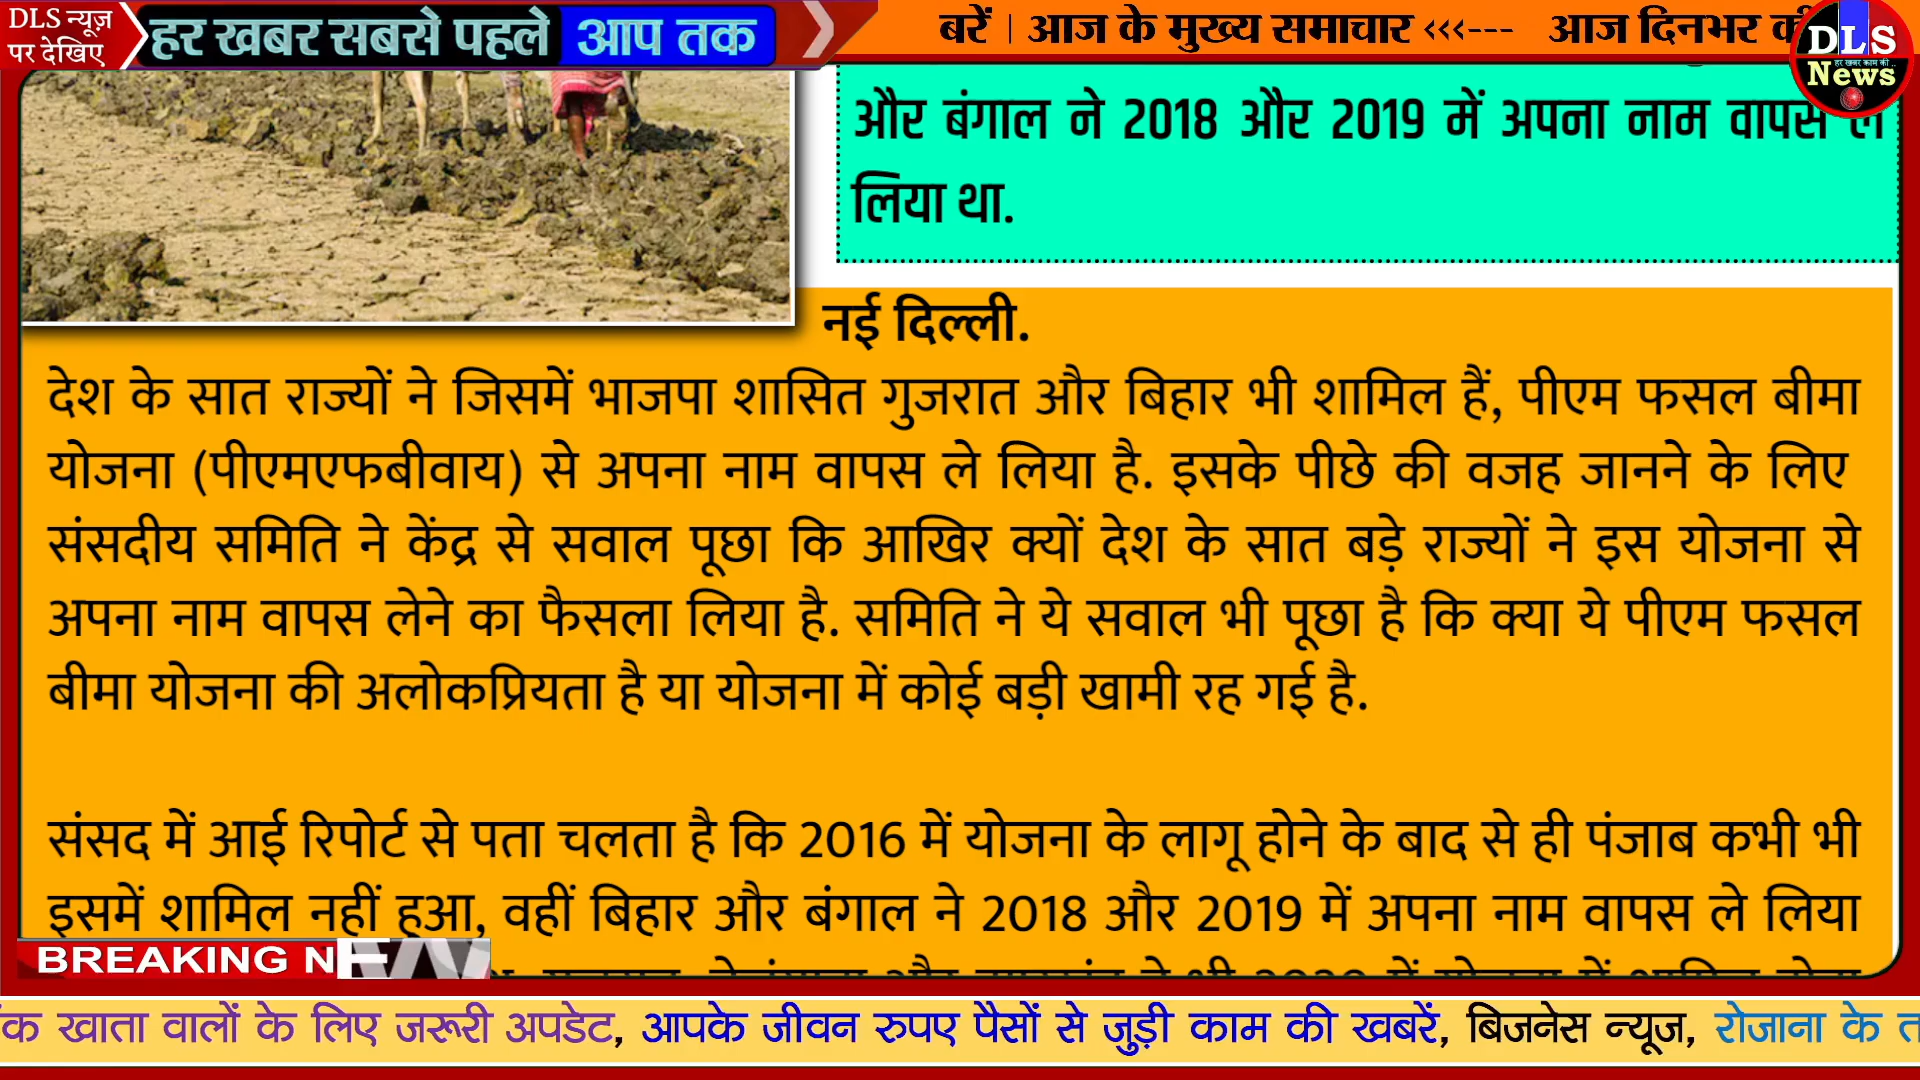 DLS न्यूज़
पर देखिए
हर खबर सबसे पहले आप तक
बरें | आज के मुख्य समाचार <<<--- आज दिनभर की
DLS
हर खबर काम की ..
News
और बंगाल ने 2018 और 2019 में अपना नाम वापस ले
लिया था.
नई दिल्ली.
देश के सात राज्यों ने जिसमें भाजपा शासित गुजरात और बिहार भी शामिल हैं, पीएम फसल बीमा
योजना (पीएमएफबीवाय) से अपना नाम वापस ले लिया है. इसके पीछे की वजह जानने के लिए
संसदीय समिति ने केंद्र से सवाल पूछा कि आखिर क्यों देश के सात बड़े राज्यों ने इस योजना से
अपना नाम वापस लेने का फैसला लिया है. समिति ने ये सवाल भी पूछा है कि क्या ये पीएम फसल
बीमा योजना की अलोकप्रियता है या योजना में कोई बड़ी खामी रह गई है.
संसद में आई रिपोर्ट से पता चलता है कि 2016 में योजना के लागू होने के बाद से ही पंजाब कभी भी
इसमें शामिल नहीं हुआ, वहीं बिहार और बंगाल ने 2018 और 2019 में अपना नाम वापस ले लिया
BREAKING NEW
क खाता वालों के लिए जरूरी अपडेट, आपके जीवन रुपए पैसों से जुड़ी काम की खबरें, बिजनेस न्यूज, रोजाना के त